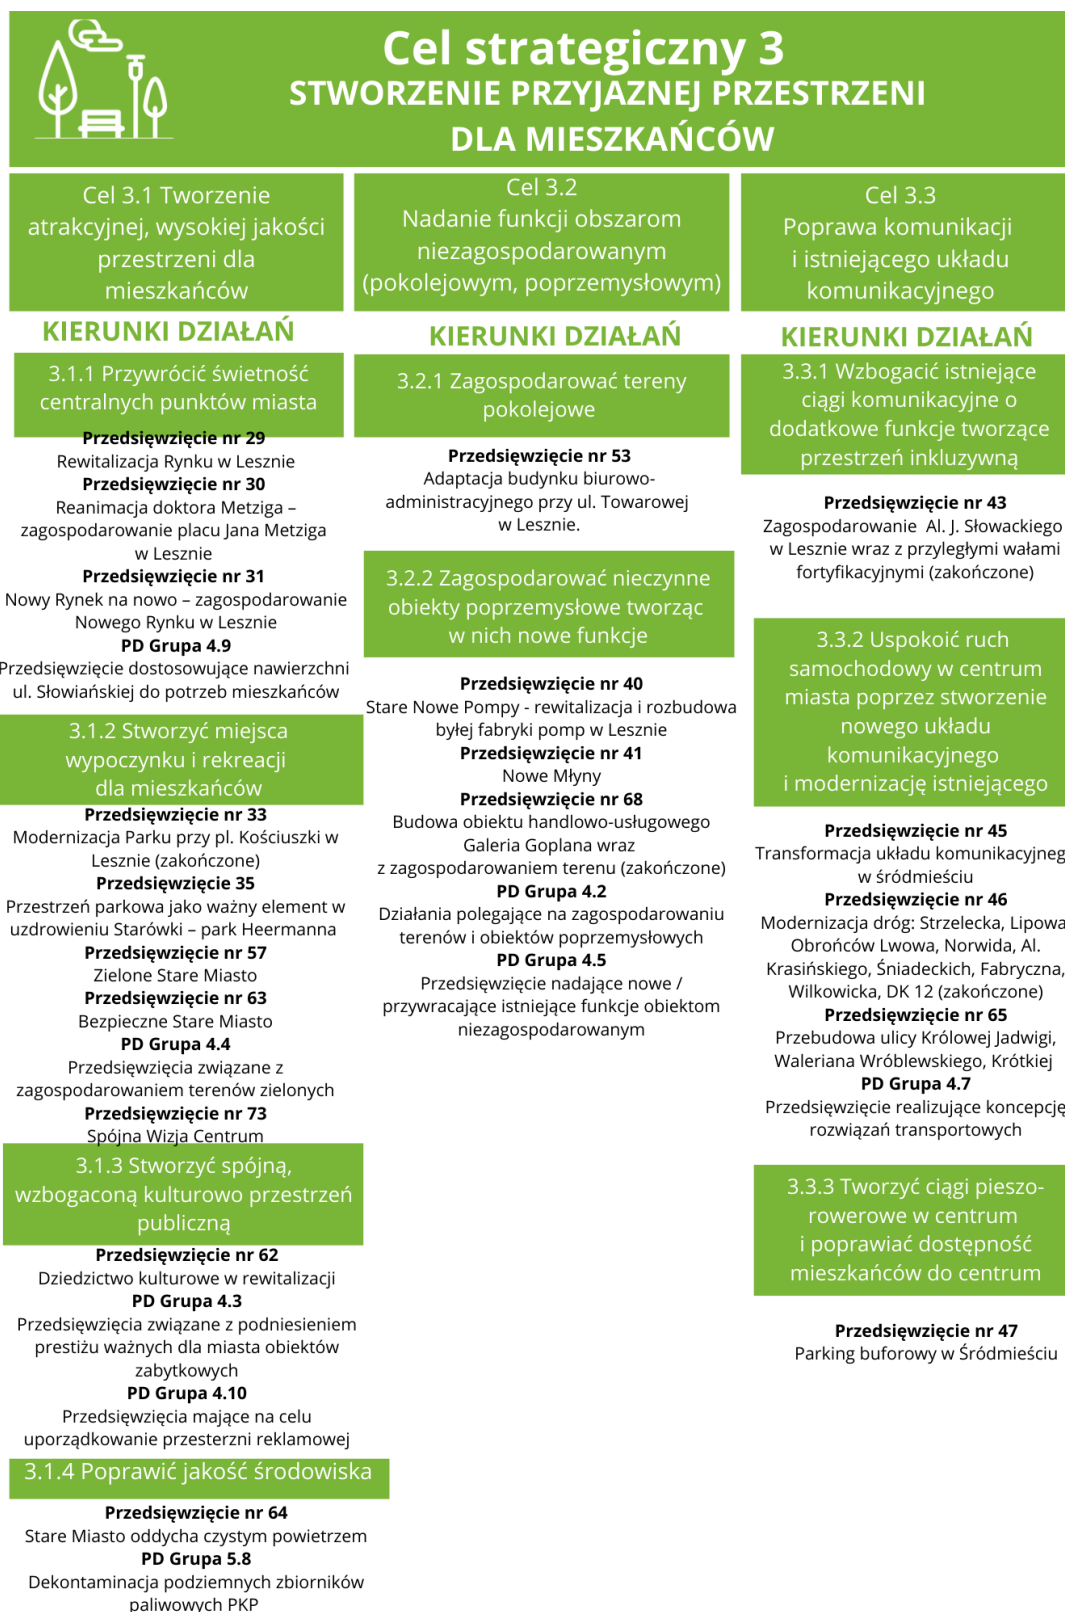 Cel strategiczny 3
STWORZENIE PRZYJAZNEJ PRZESTRZENI
DLA MIESZKAŃCÓW
Cel 3.1 Tworzenie
atrakcyjnej, wysokiej jakości
przestrzeni dla
mieszkańców
KIERUNKI DZIAŁAŃ
3.1.1 Przywrócić świetność
centralnych punktów miasta
Przedsięwzięcie nr 29
Rewitalizacja Rynku w Lesznie
Przedsięwzięcie nr 30
Reanimacja doktora Metziga –
zagospodarowanie placu Jana Metziga
w Lesznie
Przedsięwzięcie nr 31
Nowy Rynek na nowo – zagospodarowanie
Nowego Rynku w Lesznie
PD Grupa 4.9
Przedsięwzięcie dostosowujące nawierzchni
ul. Słowiańskiej do potrzeb mieszkańców
3.1.2 Stworzyć miejsca
wypoczynku i rekreacji
dla mieszkańców
Przedsięwzięcie nr 33
Modernizacja Parku przy pl. Kościuszki w
Lesznie (zakończone)
Przedsięwzięcie 35
Przestrzeń parkowa jako ważny element w
uzdrowieniu Starówki – park Heermanna
Przedsięwzięcie nr 57
Zielone Stare Miasto
Przedsięwzięcie nr 63
Bezpieczne Stare Miasto
PD Grupa 4.4
Przedsięwzięcia związane z
zagospodarowaniem terenów zielonych
Przedsięwzięcie nr 73
Spójna Wizja Centrum
3.1.3 Stworzyć spójną,
wzbogaconą kulturowo przestrzeń
publiczną
Przedsięwzięcie nr 62
Dziedzictwo kulturowe w rewitalizacji
PD Grupa 4.3
Przedsięwzięcia związane z podniesieniem
prestiżu ważnych dla miasta obiektów
zabytkowych
PD Grupa 4.10
Przedsięwzięcia mające na celu
uporządkowanie przesterzni reklamowej
3.1.4 Poprawić jakość środowiska
Przedsięwzięcie nr 64
Stare Miasto oddycha czystym powietrzem
PD Grupa 5.8
Dekontaminacja podziemnych zbiorników
paliwowych PKP
Cel 3.2
Nadanie funkcji obszarom
niezagospodarowanym
(pokolejowym, poprzemysłowym)
KIERUNKI DZIAŁAŃ
3.2.1 Zagospodarować tereny
pokolejowe
Przedsięwzięcie nr 53
Adaptacja budynku biurowo-
administracyjnego przy ul. Towarowej
w Lesznie.
3.2.2 Zagospodarować nieczynne
obiekty poprzemysłowe tworząc
w nich nowe funkcje
Przedsięwzięcie nr 40
Stare Nowe Pompy - rewitalizacja i rozbudowa
byłej fabryki pomp w Lesznie
Przedsięwzięcie nr 41
Nowe Młyny
Przedsięwzięcie nr 68
Budowa obiektu handlowo-usługowego
Galeria Goplana wraz
z zagospodarowaniem terenu (zakończone)
PD Grupa 4.2
Działania polegające na zagospodarowaniu
terenów i obiektów poprzemysłowych
PD Grupa 4.5
Przedsięwzięcie nadające nowe /
przywracające istniejące funkcje obiektom
niezagospodarowanym
Cel 3.3
Poprawa komunikacji
i istniejącego układu
komunikacyjnego
KIERUNKI DZIAŁAŃ
3.3.1 Wzbogacić istniejące
ciągi komunikacyjne o
dodatkowe funkcje tworzące
przestrzeń inkluzywną
Przedsięwzięcie nr 43
Zagospodarowanie Al. J. Słowackiego
w Lesznie wraz z przyległymi wałami
fortyfikacyjnymi (zakończone)
3.3.2 Uspokoić ruch
samochodowy w centrum
miasta poprzez stworzenie
nowego układu
komunikacyjnego
i modernizację istniejącego
Przedsięwzięcie nr 45
Transformacja układu komunikacyjneg
w śródmieściu
Przedsięwzięcie nr 46
Modernizacja dróg: Strzelecka, Lipowa
Obrońców Lwowa, Norwida, Al.
Krasińskiego, Śniadeckich, Fabryczna,
Wilkowicka, DK 12 (zakończone)
Przedsięwzięcie nr 65
Przebudowa ulicy Królowej Jadwigi,
Waleriana Wróblewskiego, Krótkiej
PD Grupa 4.7
Przedsięwzięcie realizujące koncepcję
rozwiązań transportowych
3.3.3 Tworzyć ciągi pieszo-
rowerowe w centrum
i poprawiać dostępność
mieszkańców do centrum
Przedsięwzięcie nr 47
Parking buforowy w Śródmieściu